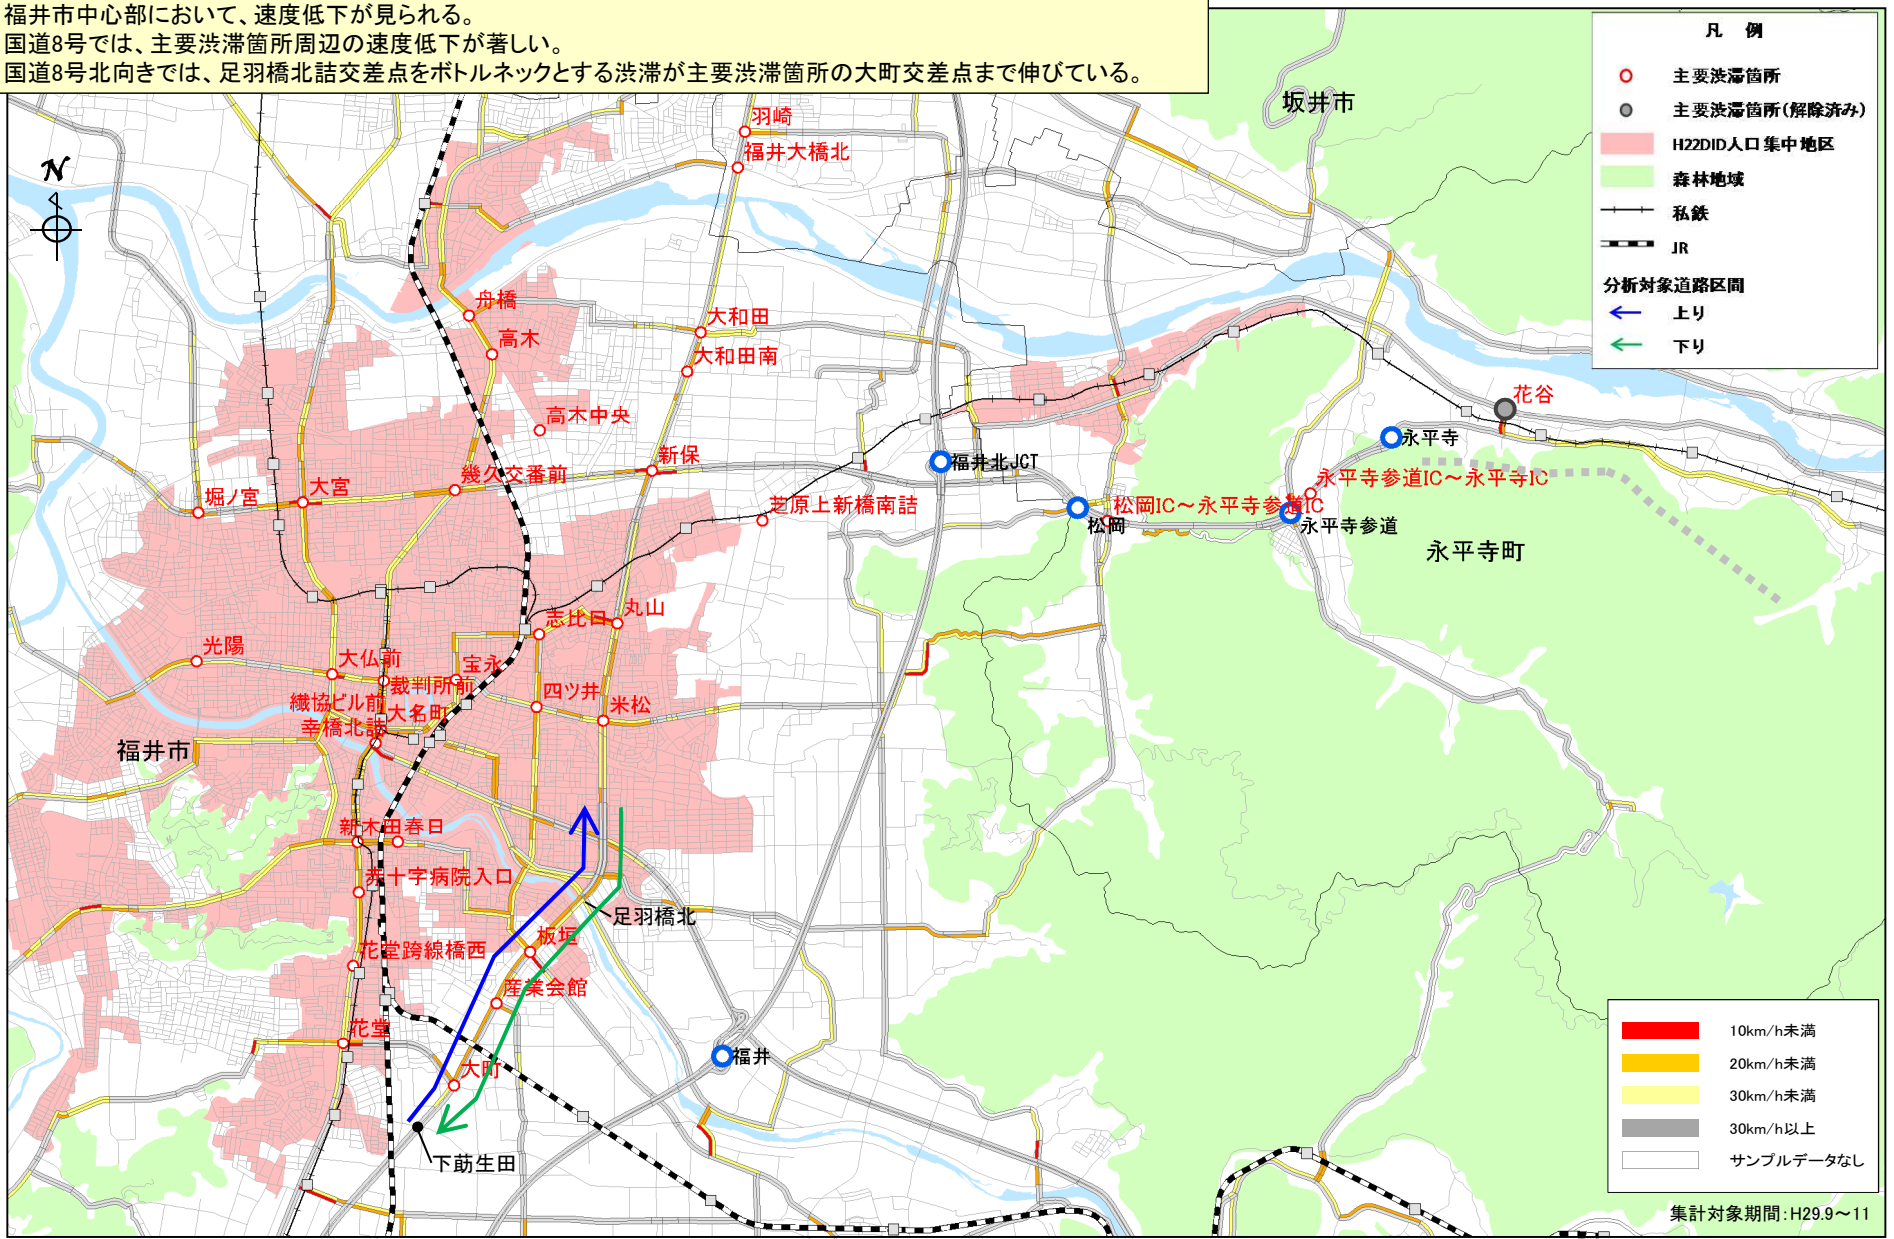 福井市中心部において、速度低下が見られる。
国道8号では、主要渋滞箇所周辺の速度低下が著しい。
国道8号北向きでは、足羽橋北詰交差点をボトルネックとする渋滞が主要渋滞箇所の大町交差点まで伸びている。
凡 例
主要渋滞箇所
主要渋滞箇所(解除済み)
H22DID人口集中地区
森林地域
私鉄
JR
分析対象道路区間
上り
下り
N
坂井市
羽崎
福井大橋北
舟橋
高木
大和田
大和田南
高木中央
新保
幾久交番前
堀ノ宮
大宮
芝原上新橋南詰
福井北JCT
松岡
松岡IC～永平寺参道IC
永平寺参道
永平寺参道IC～永平寺IC
永平寺
花谷
永平寺町
志比口
丸山
光陽
大仏前
宝永
裁判所前
繊協ビル前
大名町
幸橋北詰
四ツ井
米松
福井市
新木田
春日
赤十字病院入口
足羽橋北
板垣
花堂跨線橋西
産業会館
花堂
大町
福井
下莇生田
10km/h未満
20km/h未満
30km/h未満
30km/h以上
サンプルデータなし
集計対象期間:H29.9～11